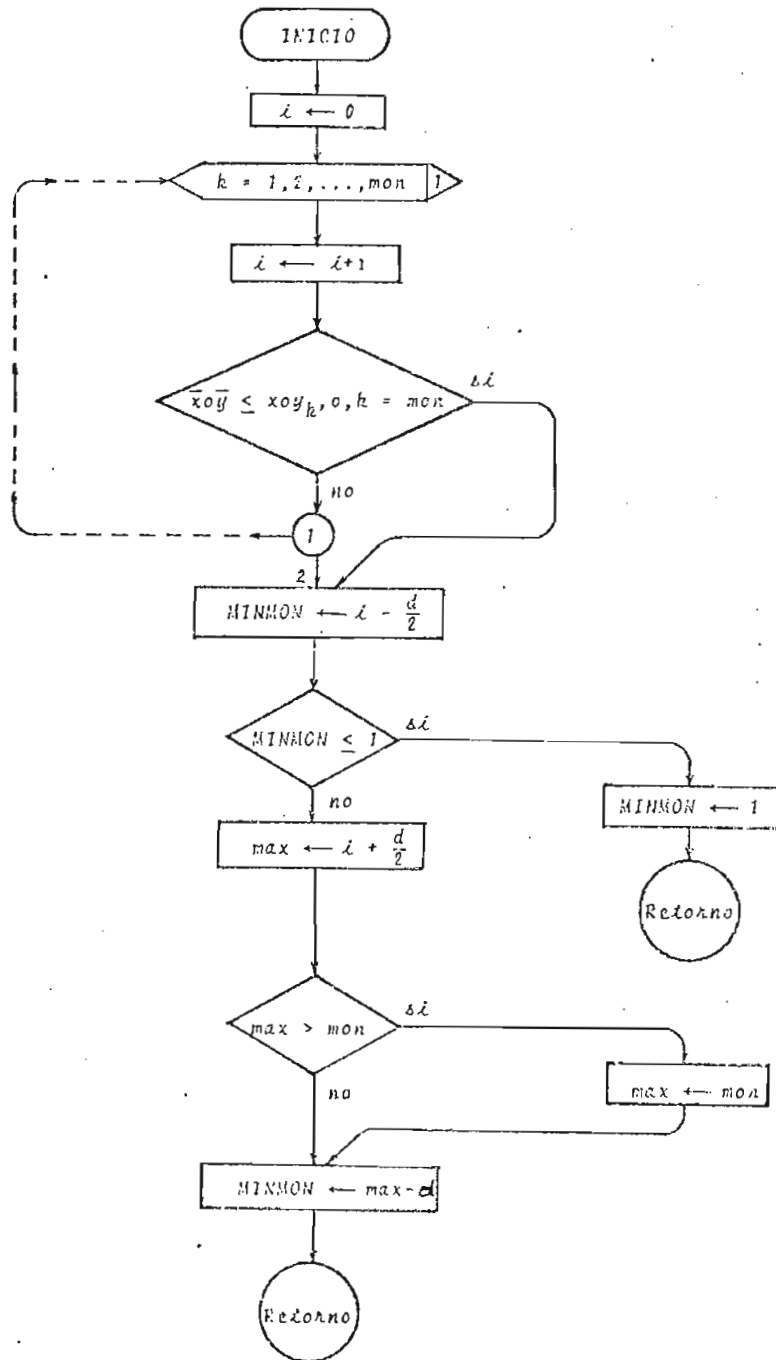 INICIO
i ← 0
k = 1,2,...,mon
1
i ← i+1
x̄oȳ ≤ xoy_k,o,k = mon
si
no
1
2
MINMON ← i - d/2
MINMON ≤ 1
si
no
MINMON ← 1
max ← i + d/2
Retorno
max > mon
si
no
max ← mon
MINMON ← max-d
Retorno